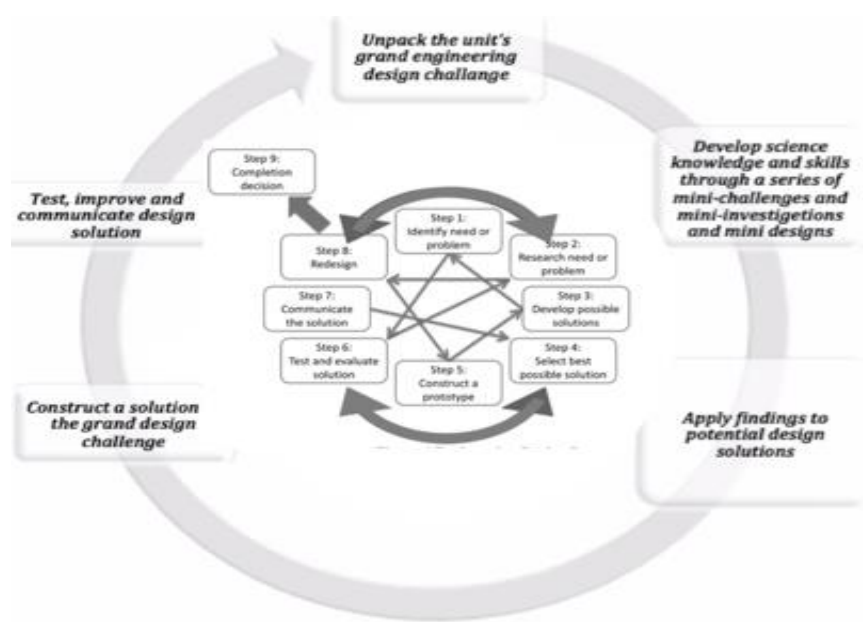 Unpack the unit's
grand engineering
design challange
Develop science
knowledge and skills
through a series of
mini-challenges and
mini-investigetions
and mini designs
Apply findings to
potential design
solutions
Construct a solution
the grand design
challenge
Test, improve and
communicate design
solution
Step 9:
Completion
decision
Step 1:
Identify need or
problem
Step 2:
Research need or
problem
Step 3:
Develop possible
solutions
Step 4:
Select best
possible solution
Step 5:
Construct a
prototype
Step 6:
Test and evaluate
solution
Step 7:
Communicate
the solution
Step 8:
Redesign